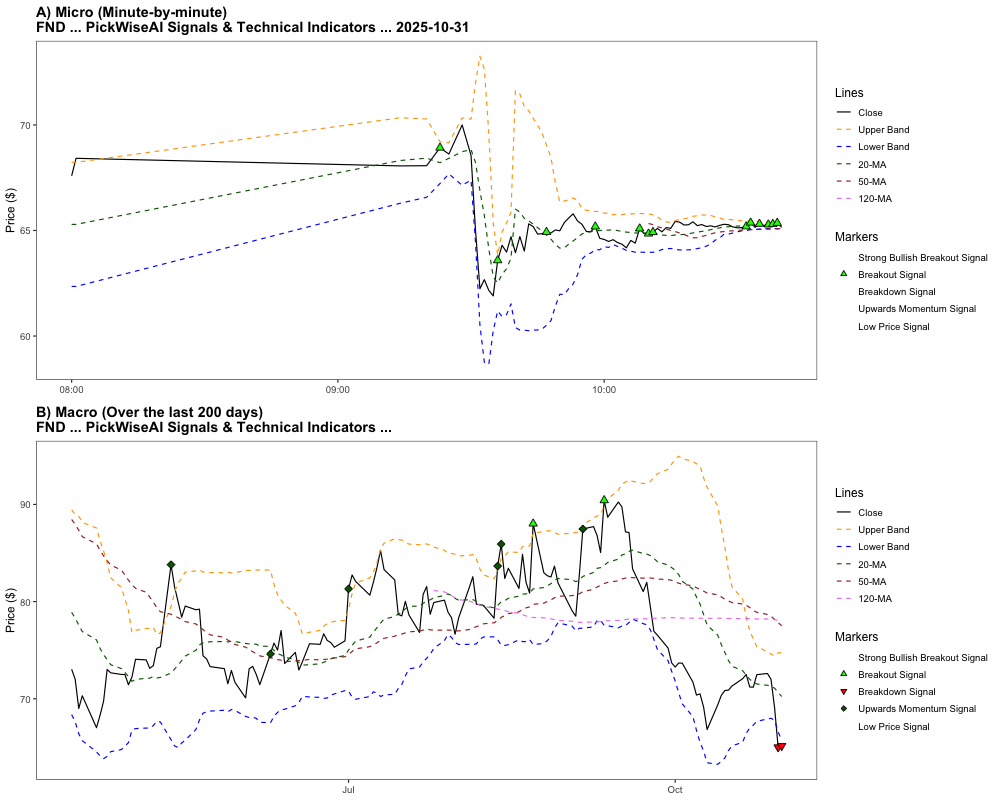 A) Micro (Minute-by-minute)
FND ... PickWiseAI Signals & Technical Indicators ... 2025-10-31
Price ($)
70
65
60
08:00
09:00
10:00
Lines
Close
Upper Band
Lower Band
20-MA
50-MA
120-MA
Markers
Strong Bullish Breakout Signal
Breakout Signal
Breakdown Signal
Upwards Momentum Signal
Low Price Signal
B) Macro (Over the last 200 days)
FND ... PickWiseAI Signals & Technical Indicators ...
Price ($)
90
80
70
Jul
Oct
Lines
Close
Upper Band
Lower Band
20-MA
50-MA
120-MA
Markers
Strong Bullish Breakout Signal
Breakout Signal
Breakdown Signal
Upwards Momentum Signal
Low Price Signal